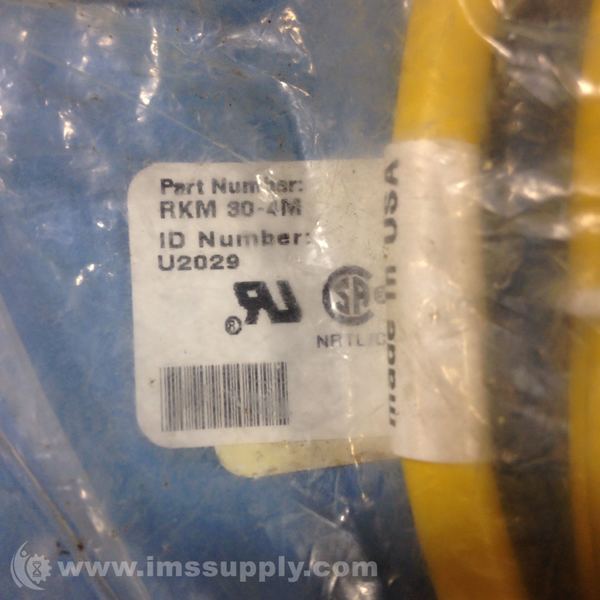 Part Number:
RKM 30-4M
ID Number:
U2029
®
NRTL/C
®
made in USA
www.imssupply.com